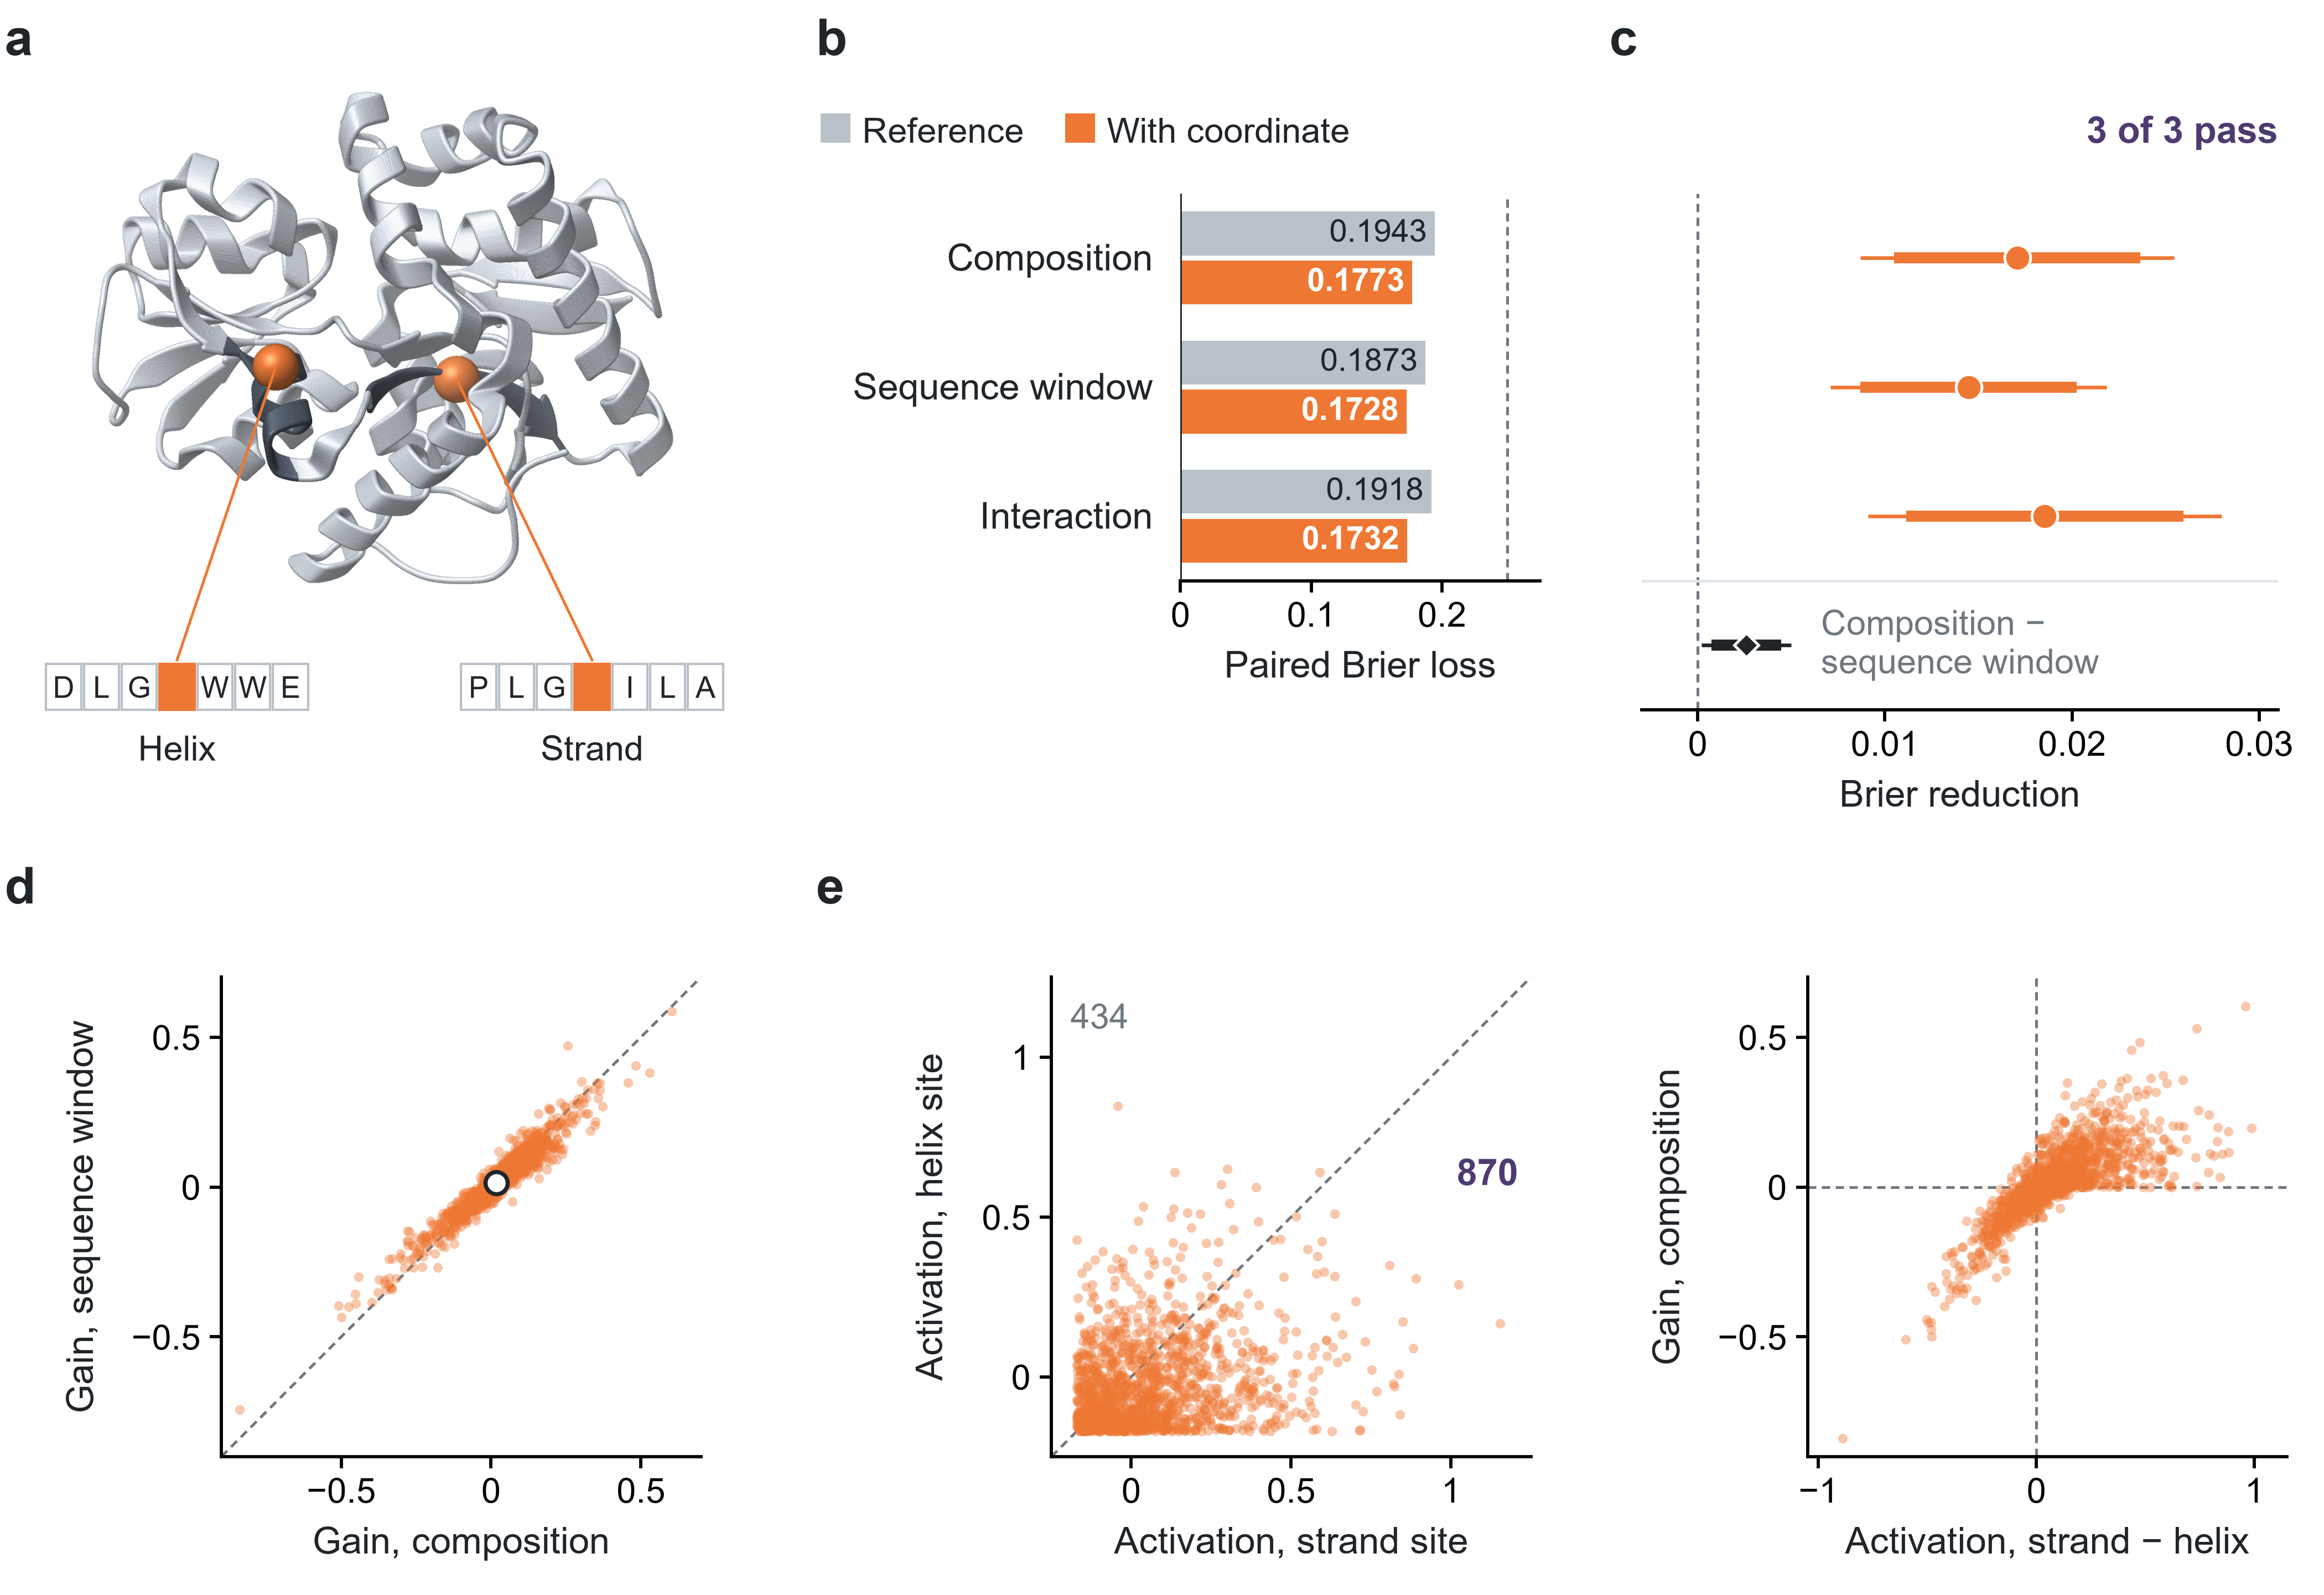 a
D L G W W E
P L G I L A
Helix
Strand
b
Reference
With coordinate
Composition
0.1943
0.1773
Sequence window
0.1873
0.1728
Interaction
0.1918
0.1732
0 0.1 0.2
Paired Brier loss
c
3 of 3 pass
Composition −
sequence window
0 0.01 0.02 0.03
Brier reduction
d
Gain, sequence window
0.5
0
−0.5
−0.5 0 0.5
Gain, composition
e
Activation, helix site
434
870
1
0.5
0
0 0.5 1
Activation, strand site
Gain, composition
0.5
0
−0.5
−1 0 1
Activation, strand − helix